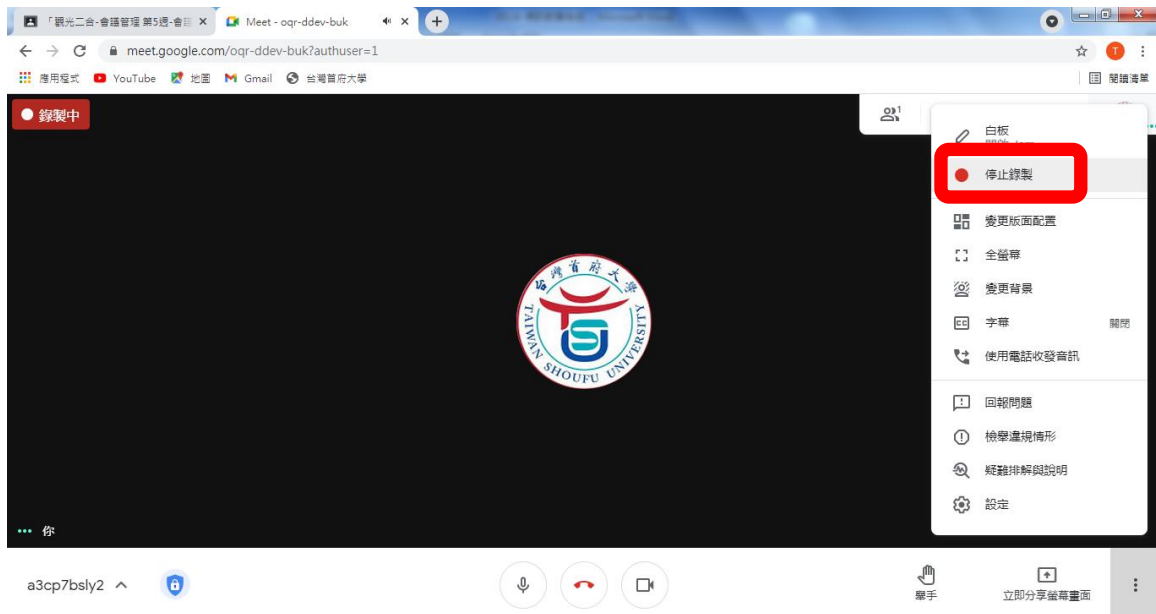 「觀光二合-會議管理 第5週-會
Meet - oqr-ddev-buk
meet.google.com/oqr-ddev-buk?authuser=1
T
應用程式 YouTube 地圖 Gmail 台灣首府大學 閱讀清單
錄製中
1
白板
停止錄製
變更版面配置
全螢幕
變更背景
CC 字幕 關閉
使用電話收發音訊
回報問題
檢舉違規情形
疑難排解與說明
設定
台灣首府大學
TAIWAN SHOUFU UNIVERSITY
你
a3cp7bsly2
舉手
立即分享螢幕畫面